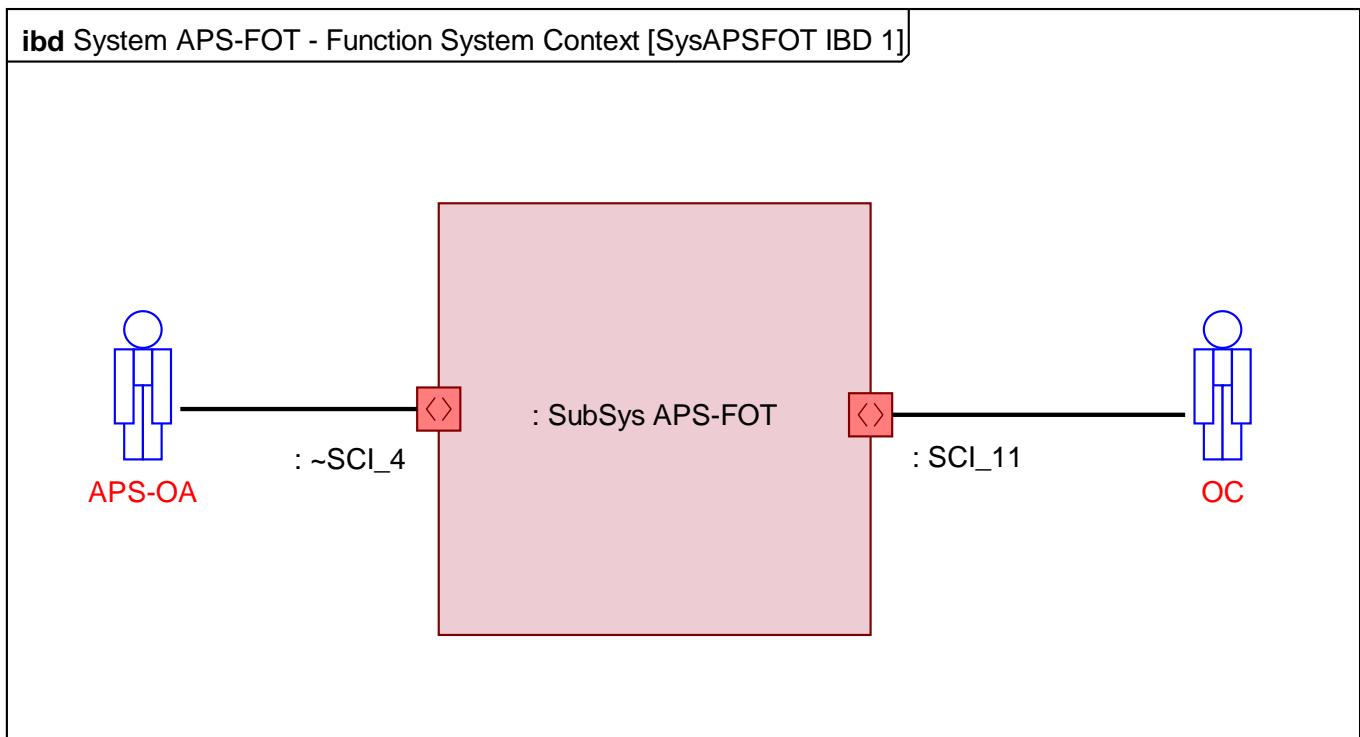 ibd System APS-FOT - Function System Context [SysAPSFOT IBD 1]
: SubSys APS-FOT
: ~SCI_4
: SCI_11
APS-OA
OC